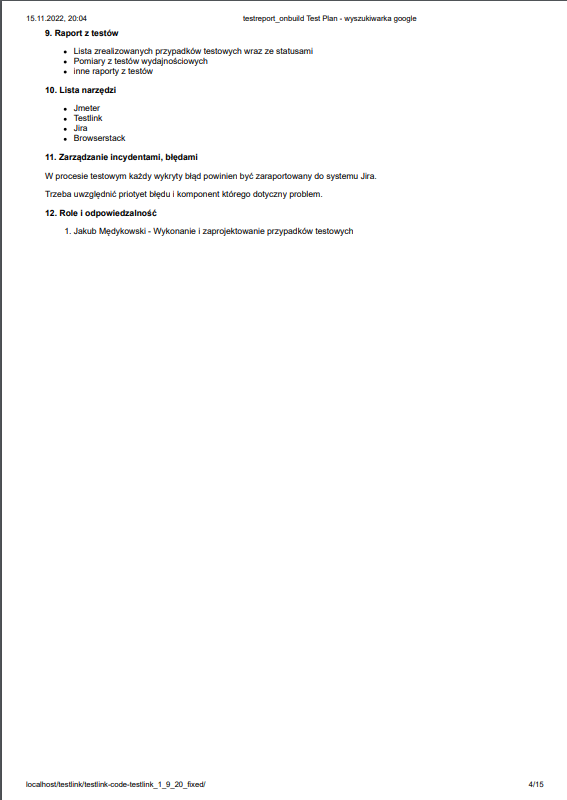 15.11.2022, 20:04
testreport_onbuild Test Plan - wyszukiwarka google
9. Raport z testów
• Lista zrealizowanych przypadków testowych wraz ze statusami
• Pomiary z testów wydajnościowych
• inne raporty z testów
10. Lista narzędzi
• Jmeter
• Testlink
• Jira
• Browserstack
11. Zarządzanie incydentami, błędami
W procesie testowym każdy wykryty błąd powinien być zaraportowany do systemu Jira.
Trzeba uwzględnić priotyet błędu i komponent którego dotyczny problem.
12. Role i odpowiedzalność
1. Jakub Mędykowski - Wykonanie i zaprojektowanie przypadków testowych
localhost/testlink/testlink-code-testlink_1_9_20_fixed/
4/15